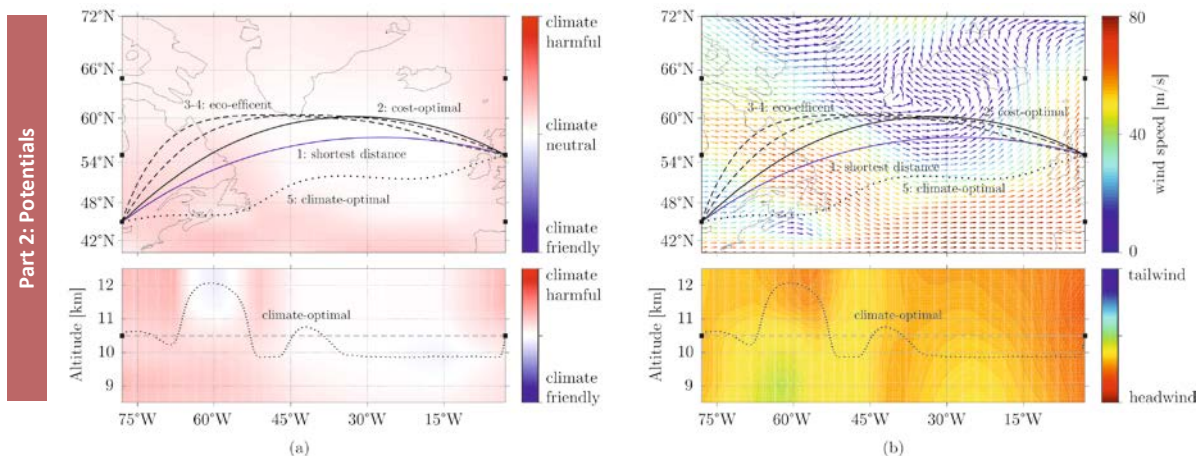 Part 2: Potentials
72°N
66°N
60°N
54°N
48°N
42°N
3-4: eco-efficent
2: cost-optimal
1: shortest distance
5: climate-optimal
climate
harmful
climate
neutral
climate
friendly
Altitude [km]
12
11
10
9
climate-optimal
climate
harmful
climate
friendly
75°W
60°W
45°W
30°W
15°W
(a)
72°N
66°N
60°N
54°N
48°N
42°N
3-4: eco-efficent
2: cost-optimal
1: shortest distance
5: climate-optimal
80
40
0
wind speed [m/s]
Altitude [km]
12
11
10
9
climate-optimal
tailwind
headwind
75°W
60°W
45°W
30°W
15°W
(b)